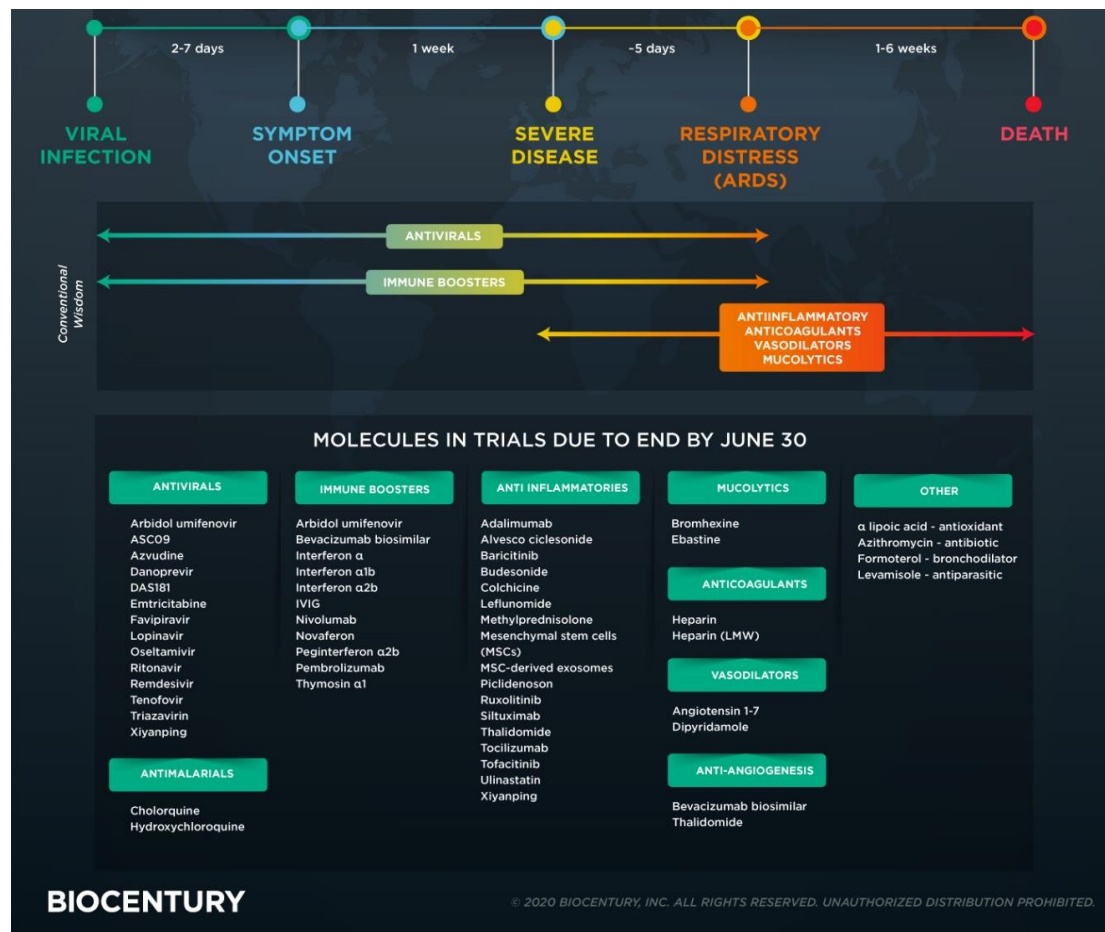 2-7 days
1 week
~5 days
1-6 weeks
VIRAL
INFECTION
SYMPTOM
ONSET
SEVERE
DISEASE
RESPIRATORY
DISTRESS
(ARDS)
DEATH
Conventional
Wisdom
ANTIVIRALS
IMMUNE BOOSTERS
ANTIINFLAMMATORY
ANTICOAGULANTS
VASODILATORS
MUCOLYTICS
MOLECULES IN TRIALS DUE TO END BY JUNE 30
ANTIVIRALS
Arbidol umifenovir
ASC09
Azvudine
Danoprevir
DAS181
Emtricitabine
Favipiravir
Lopinavir
Oseltamivir
Ritonavir
Remdesivir
Tenofovir
Triazavirin
Xiyanping
ANTIMALARIALS
Cholorquine
Hydroxychloroquine
IMMUNE BOOSTERS
Arbidol umifenovir
Bevacizumab biosimilar
Interferon α
Interferon α1b
Interferon α2b
IVIG
Nivolumab
Novaferon
Peginterferon α2b
Pembrolizumab
Thymosin α1
ANTI INFLAMMATORIES
Adalimumab
Alvesco ciclesonide
Baricitinib
Budesonide
Colchicine
Leflunomide
Methylprednisolone
Mesenchymal stem cells
(MSCs)
MSC-derived exosomes
Piclidenoson
Ruxolitinib
Siltuximab
Thalidomide
Tocilizumab
Tofacitinib
Ulinastatin
Xiyanping
MUCOLYTICS
Bromhexine
Ebastine
ANTICOAGULANTS
Heparin
Heparin (LMW)
VASODILATORS
Angiotensin 1-7
Dipyridamole
ANTI-ANGIOGENESIS
Bevacizumab biosimilar
Thalidomide
OTHER
α lipoic acid - antioxidant
Azithromycin - antibiotic
Formoterol - bronchodilator
Levamisole - antiparasitic
BIOCENTURY
© 2020 BIOCENTURY, INC. ALL RIGHTS RESERVED. UNAUTHORIZED DISTRIBUTION PROHIBITED.